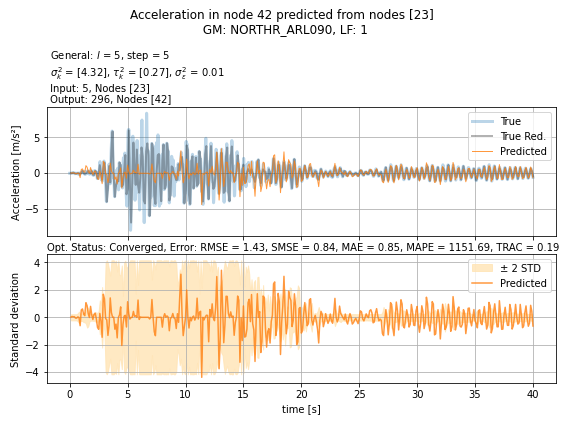 Acceleration in node 42 predicted from nodes [23]
GM: NORTHR_ARL090, LF: 1
General: l = 5, step = 5
σ²ₖ = [4.32], τ²ₖ = [0.27], σ²ε = 0.01
Input: 5, Nodes [23]
Output: 296, Nodes [42]
Acceleration [m/s²]
5
0
−5
True
True Red.
Predicted
Opt. Status: Converged, Error: RMSE = 1.43, SMSE = 0.84, MAE = 0.85, MAPE = 1151.69, TRAC = 0.19
Standard deviation
4
2
0
−2
−4
± 2 STD
Predicted
0 5 10 15 20 25 30 35 40
time [s]